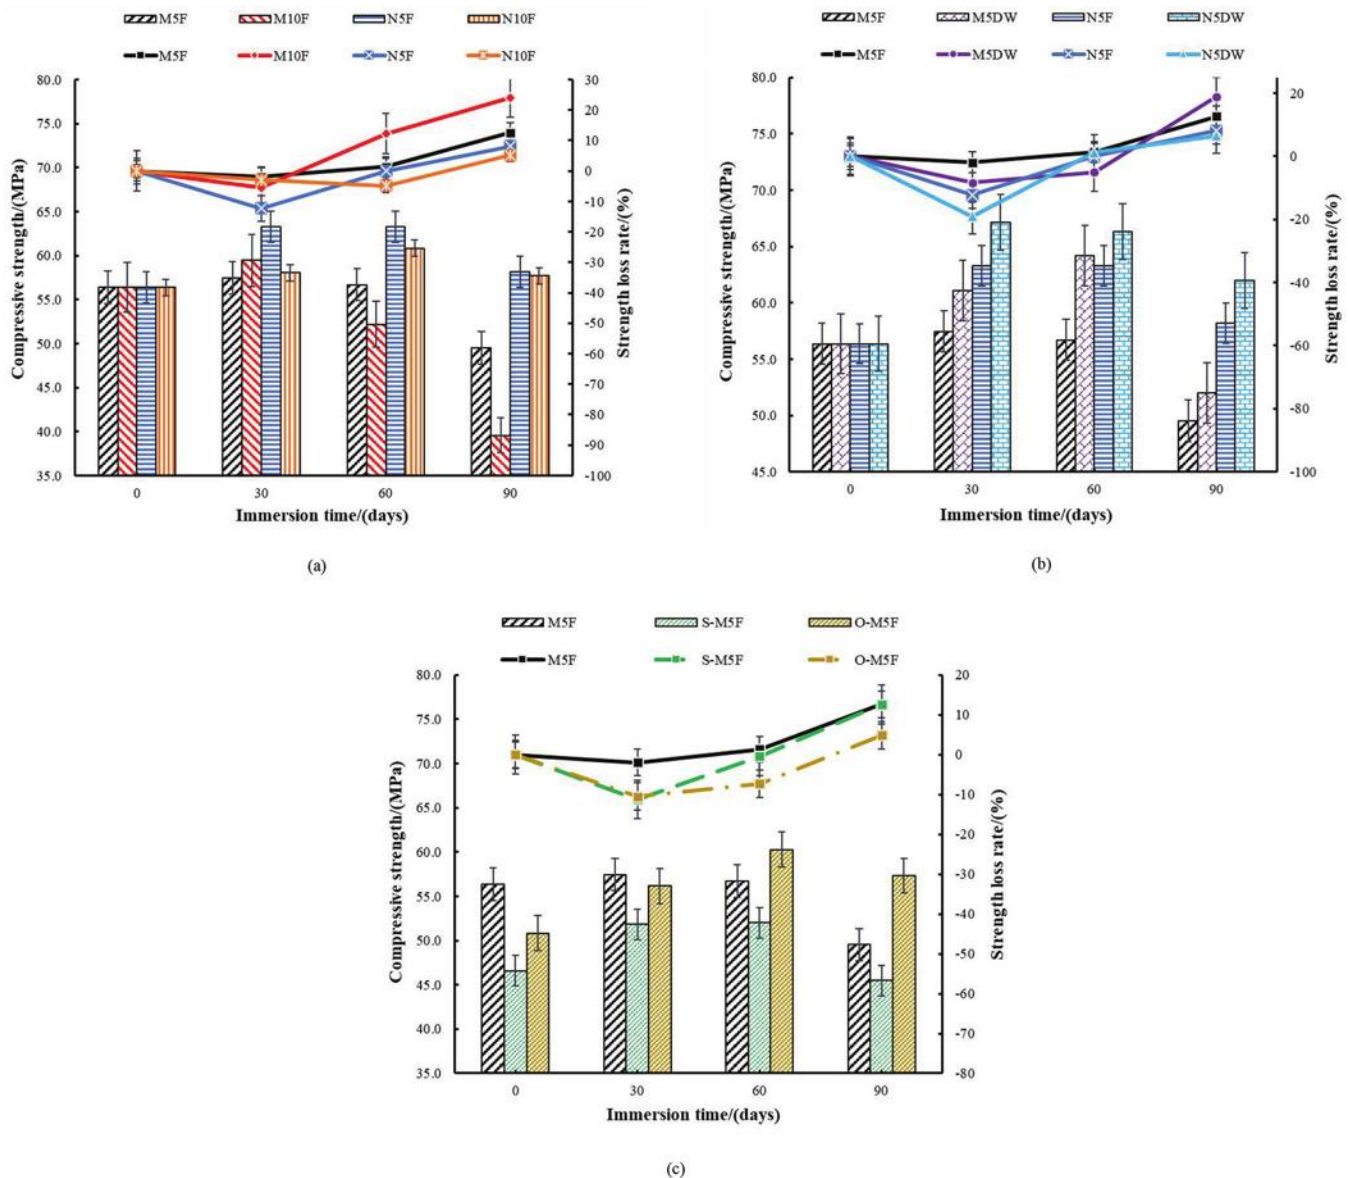 M5F M10F N5F N10F
M5F M10F N5F N10F
80.0 30
75.0 20
10
70.0 0
65.0 -10
-20
60.0 -30
55.0 -40
50.0 -50
-60
45.0 -70
40.0 -80
-90
35.0 -100
0 30 60 90
Compressive strength/(MPa)
Strength loss rate/(%)
Immersion time/(days)
(a)
M5F M5DW N5F N5DW
M5F M5DW N5F N5DW
80.0
20
75.0
0
70.0
-20
65.0
-40
60.0
55.0 -60
50.0 -80
45.0 -100
0 30 60 90
Compressive strength/(MPa)
Strength loss rate/(%)
Immersion time/(days)
(b)
M5F S-M5F O-M5F
M5F S-M5F O-M5F
80.0 20
75.0 10
70.0 0
65.0 -10
-20
60.0 -30
55.0 -40
50.0 -50
45.0 -60
40.0 -70
35.0 -80
0 30 60 90
Compressive strength/(MPa)
Strength loss rate/(%)
Immersion time/(days)
(c)